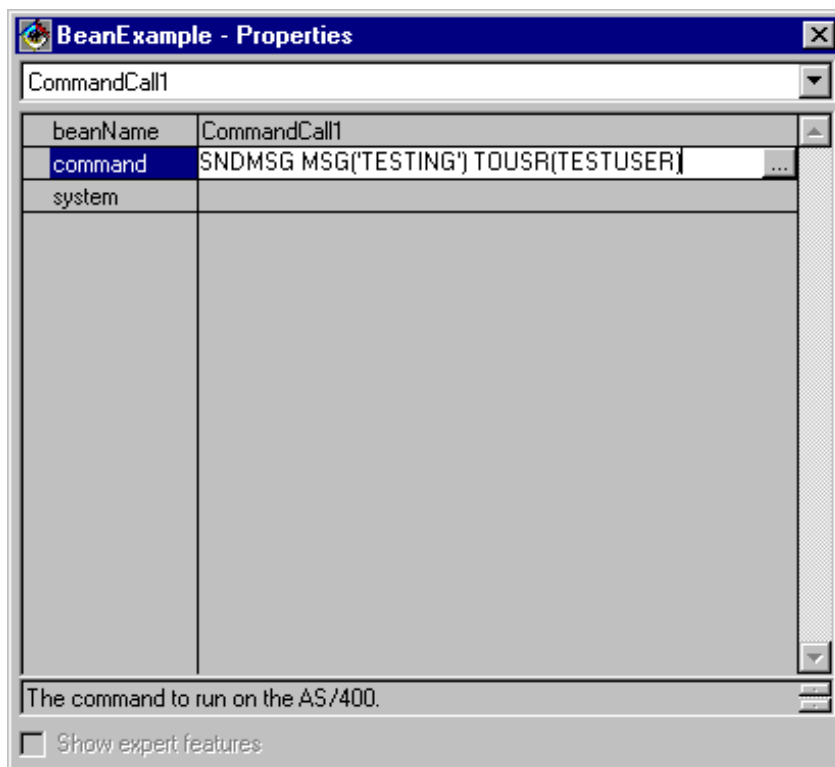 BeanExample - Properties
CommandCall1
beanName CommandCall1
command SNDMSG MSG('TESTING') TOUSR(TESTUSER) ...
system
The command to run on the AS/400.
Show expert features